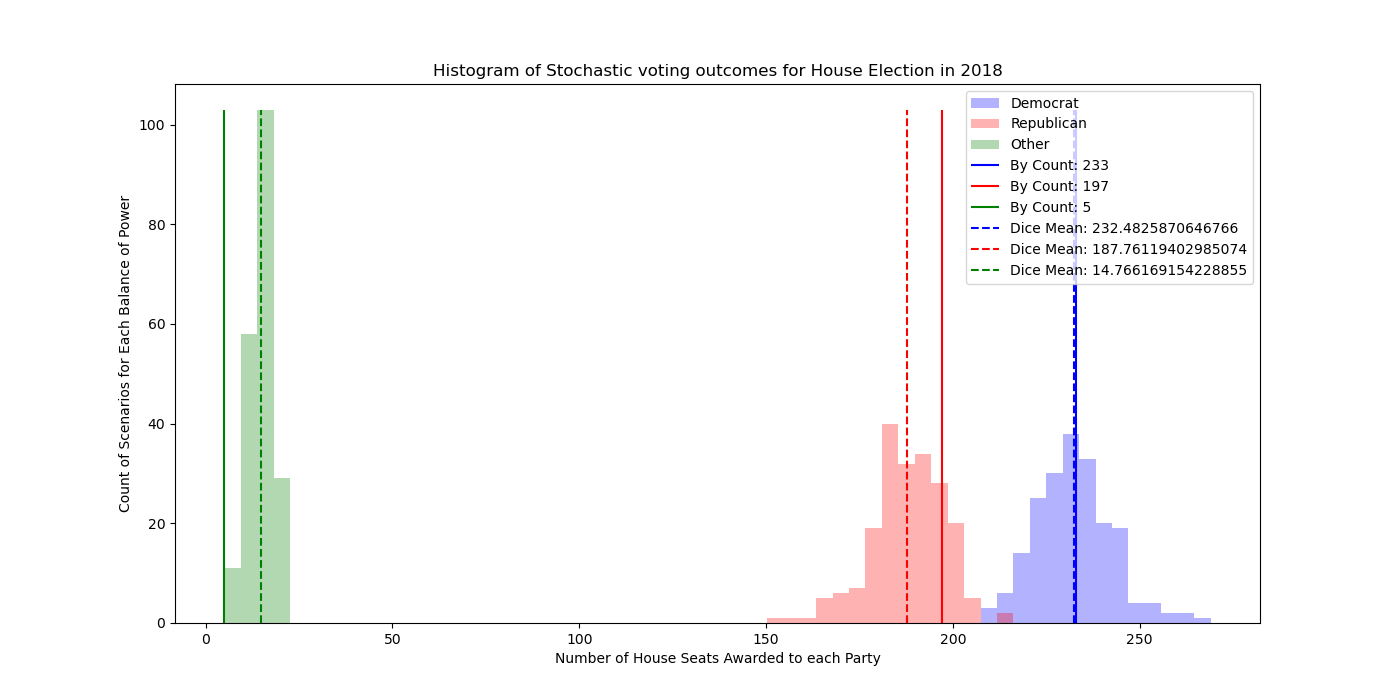 Histogram of Stochastic voting outcomes for House Election in 2018
Count of Scenarios for Each Balance of Power
100
80
60
40
20
0
Democrat
Republican
Other
By Count: 233
By Count: 197
By Count: 5
Dice Mean: 232.4825870646766
Dice Mean: 187.76119402985074
Dice Mean: 14.766169154228855
0 50 100 150 200 250
Number of House Seats Awarded to each Party